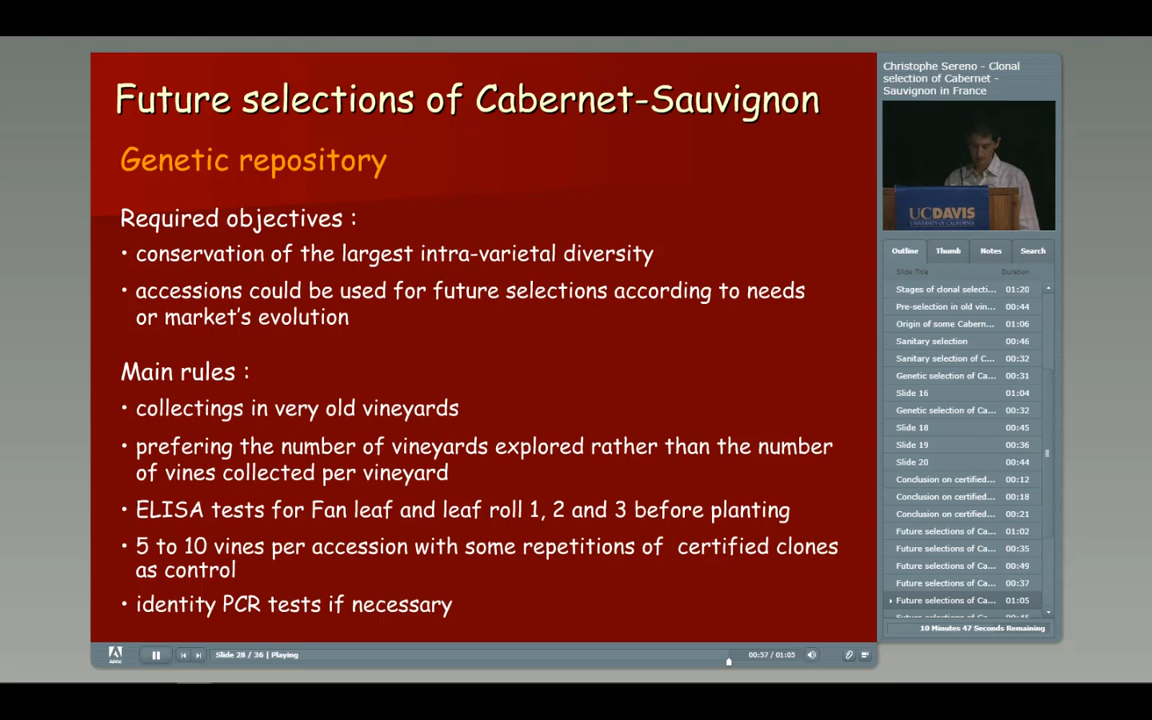 Future selections of Cabernet-Sauvignon
Genetic repository
Required objectives :
• conservation of the largest intra-varietal diversity
• accessions could be used for future selections according to needs
or market's evolution
Main rules :
• collectings in very old vineyards
• prefering the number of vineyards explored rather than the number
of vines collected per vineyard
• ELISA tests for Fan leaf and leaf roll 1, 2 and 3 before planting
• 5 to 10 vines per accession with some repetitions of certified clones
as control
• identity PCR tests if necessary
Christophe Sereno - Clonal
selection of Cabernet -
Sauvignon in France
UCDAVIS
UNIVERSITY OF CALIFORNIA
Outline Thumb Notes Search
Slide Title Duration
Stages of clonal selecti... 01:20
Pre-selection in old vin... 00:44
Origin of some Cabern... 01:06
Sanitary selection 00:46
Sanitary selection of C... 00:32
Genetic selection of Ca... 00:31
Slide 16 01:04
Genetic selection of Ca... 00:32
Slide 18 00:45
Slide 19 00:36
Slide 20 00:44
Conclusion on certified... 00:12
Conclusion on certified... 00:18
Conclusion on certified... 00:21
Future selections of Ca... 01:02
Future selections of Ca... 00:35
Future selections of Ca... 00:49
Future selections of Ca... 00:37
Future selections of Ca... 01:05
10 Minutes 47 Seconds Remaining
Slide 28 / 36 | Playing
00:57 / 01:05